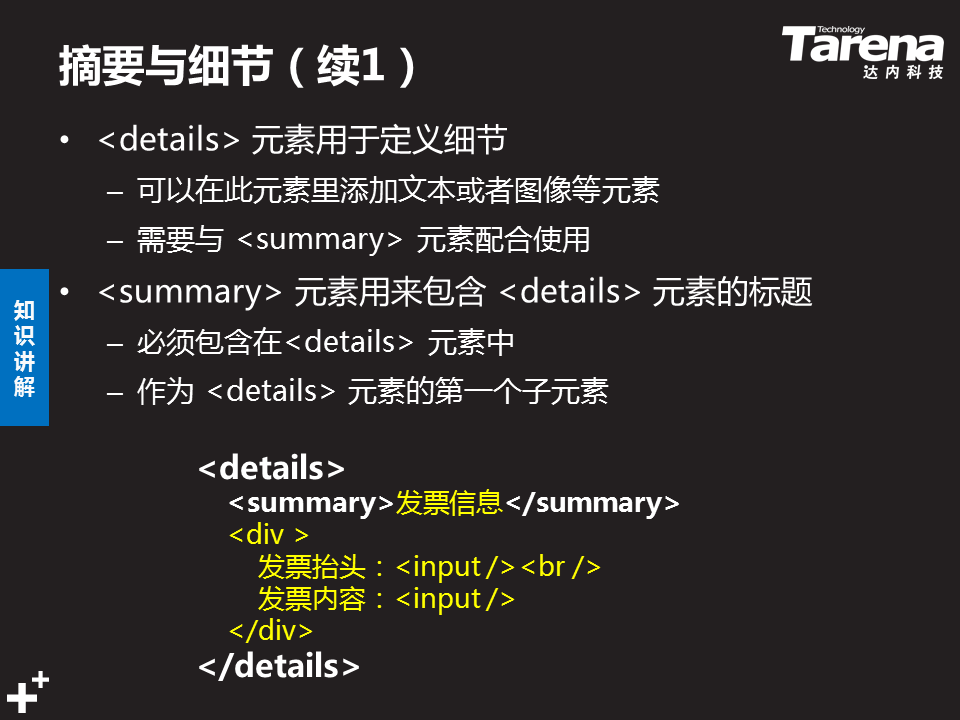 摘要与细节（续1）
Technology
Tarena
达内科技
• <details> 元素用于定义细节
– 可以在此元素里添加文本或者图像等元素
– 需要与 <summary> 元素配合使用
• <summary> 元素用来包含 <details> 元素的标题
– 必须包含在<details> 元素中
– 作为 <details> 元素的第一个子元素
知识讲解
<details>
<summary>发票信息</summary>
<div >
发票抬头：<input /><br />
发票内容：<input />
</div>
</details>